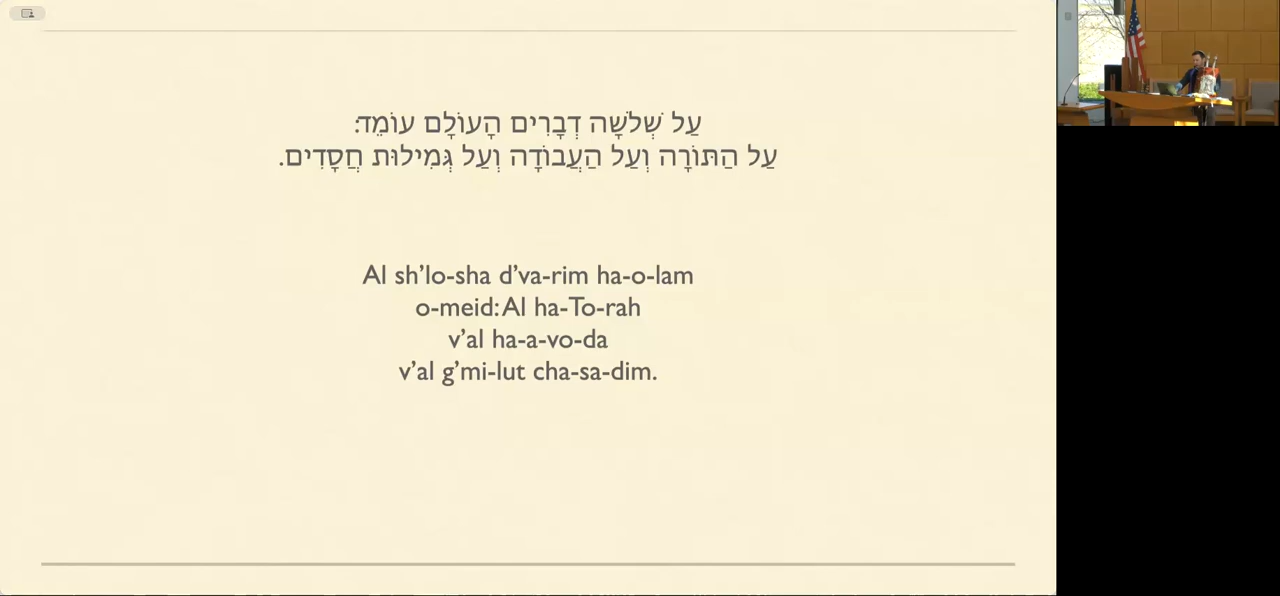 עַל שְׁלֹשָׁה דְבָרִים הָעוֹלָם עוֹמֵד:
עַל הַתּוֹרָה וְעַל הָעֲבוֹדָה וְעַל גְּמִילוּת חֲסָדִים.
Al sh’lo-sha d’va-rim ha-o-lam
o-meid: Al ha-To-rah
v’al ha-a-vo-da
v’al g’mi-lut cha-sa-dim.